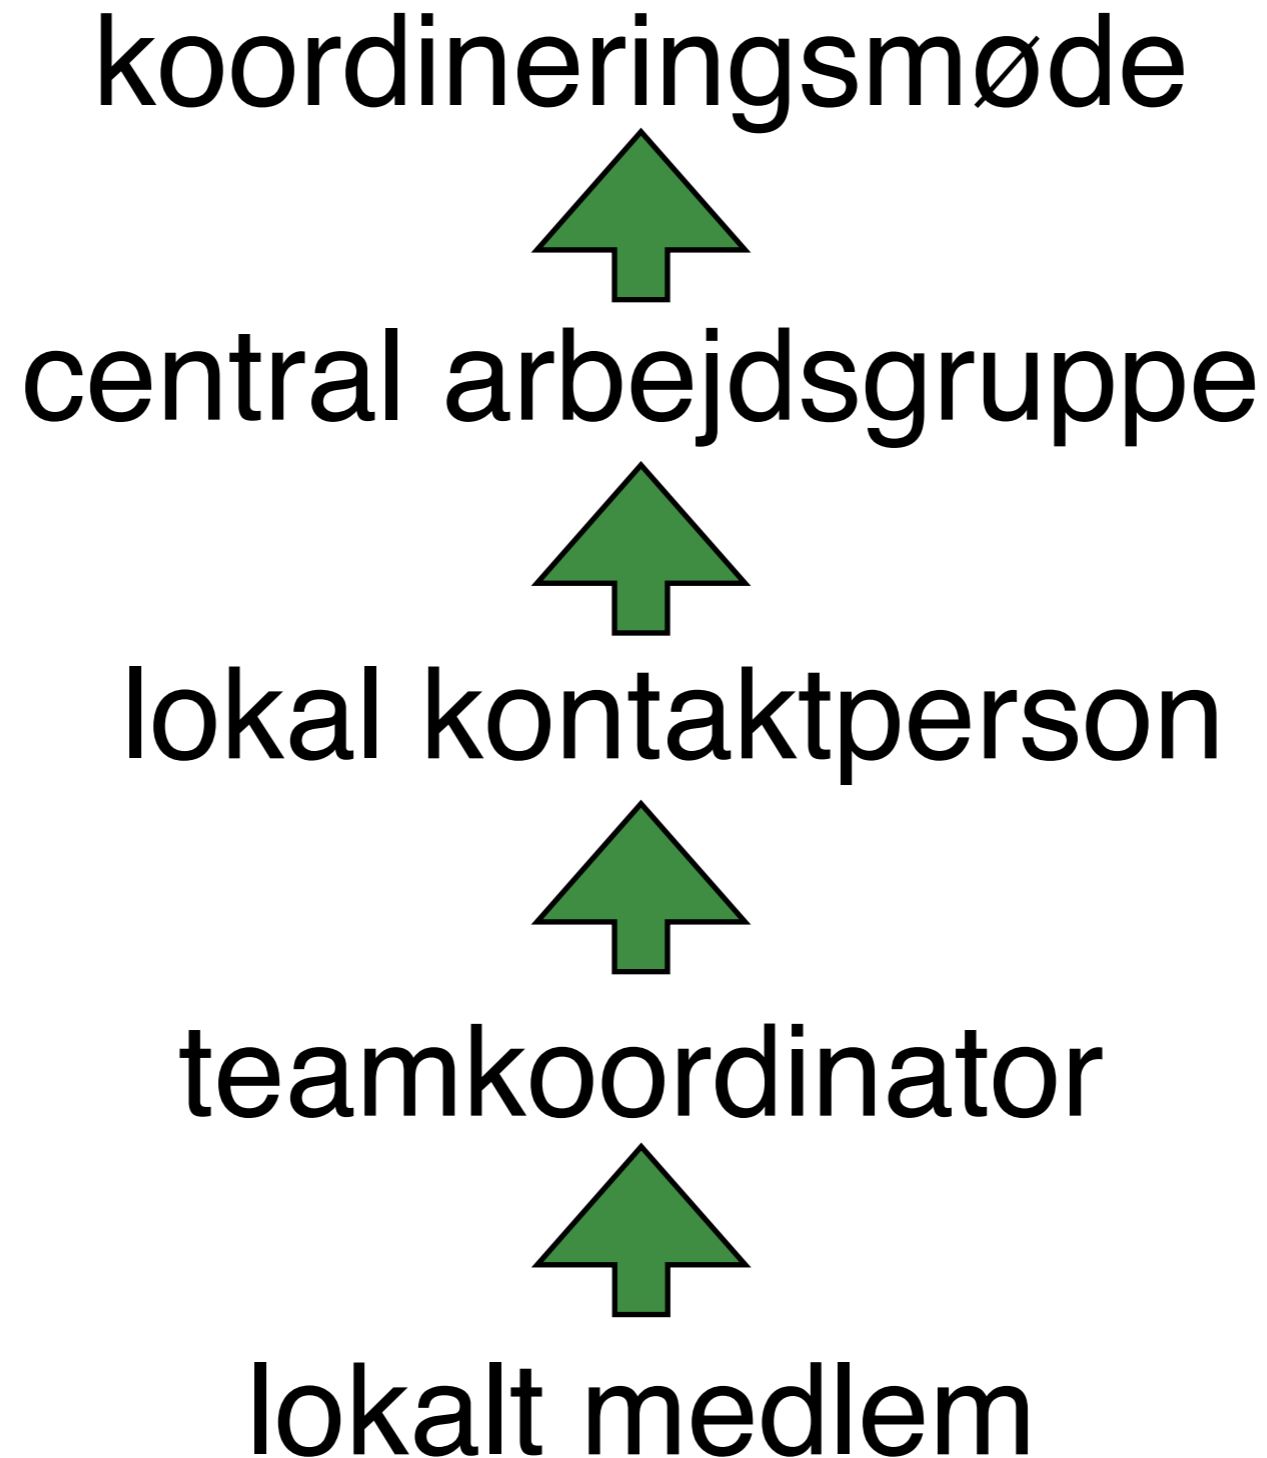 koordineringsmøde
central arbejdsgruppe
lokal kontaktperson
teamkoordinator
lokalt medlem